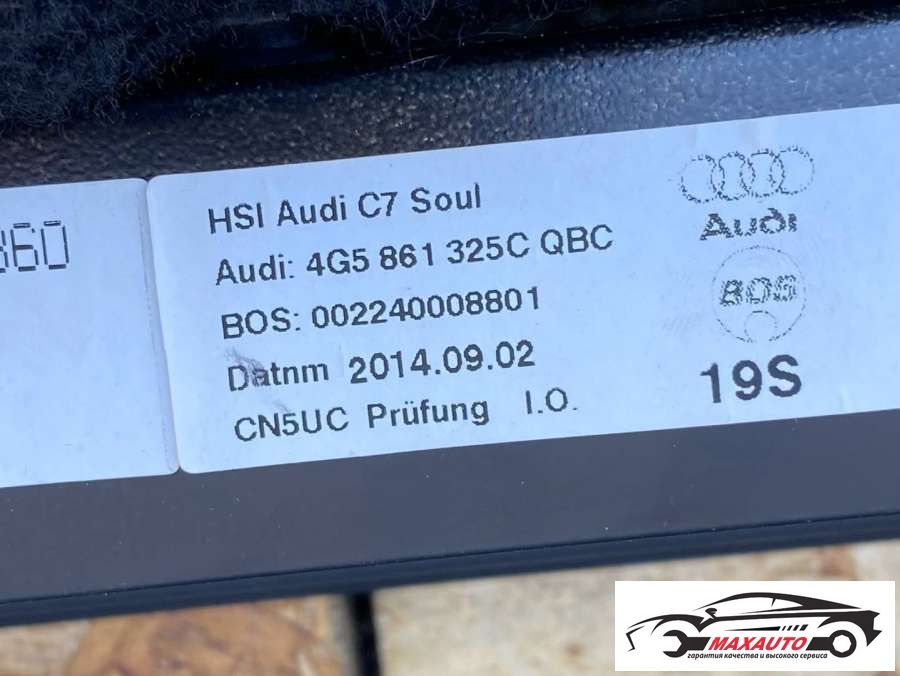 860
HSI Audi C7 Soul
Audi: 4G5 861 325C QBC
BOS: 002240008801
Datnm 2014.09.02
CN5UC Prüfung I.O.
Audi
BOS
19S
MAXAUTO
гарантия качества и высокого сервиса